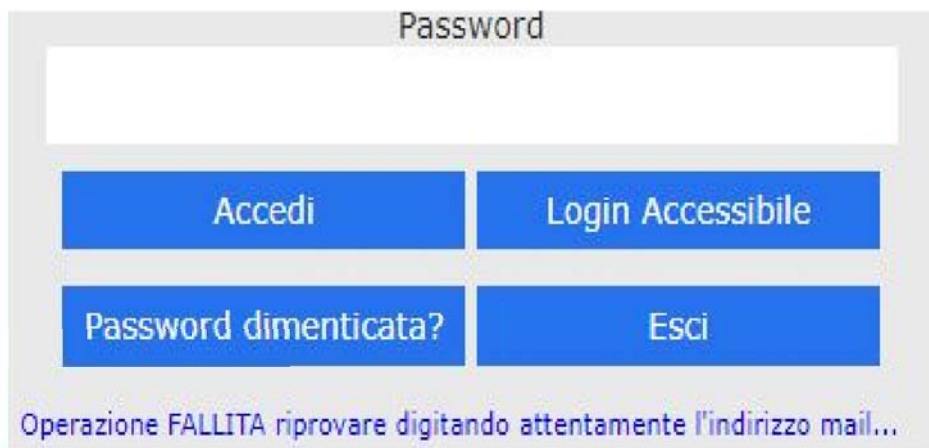 Password
Accedi Login Accessibile
Password dimenticata? Esci
Operazione FALLITA riprovare digitando attentamente l'indirizzo mail...